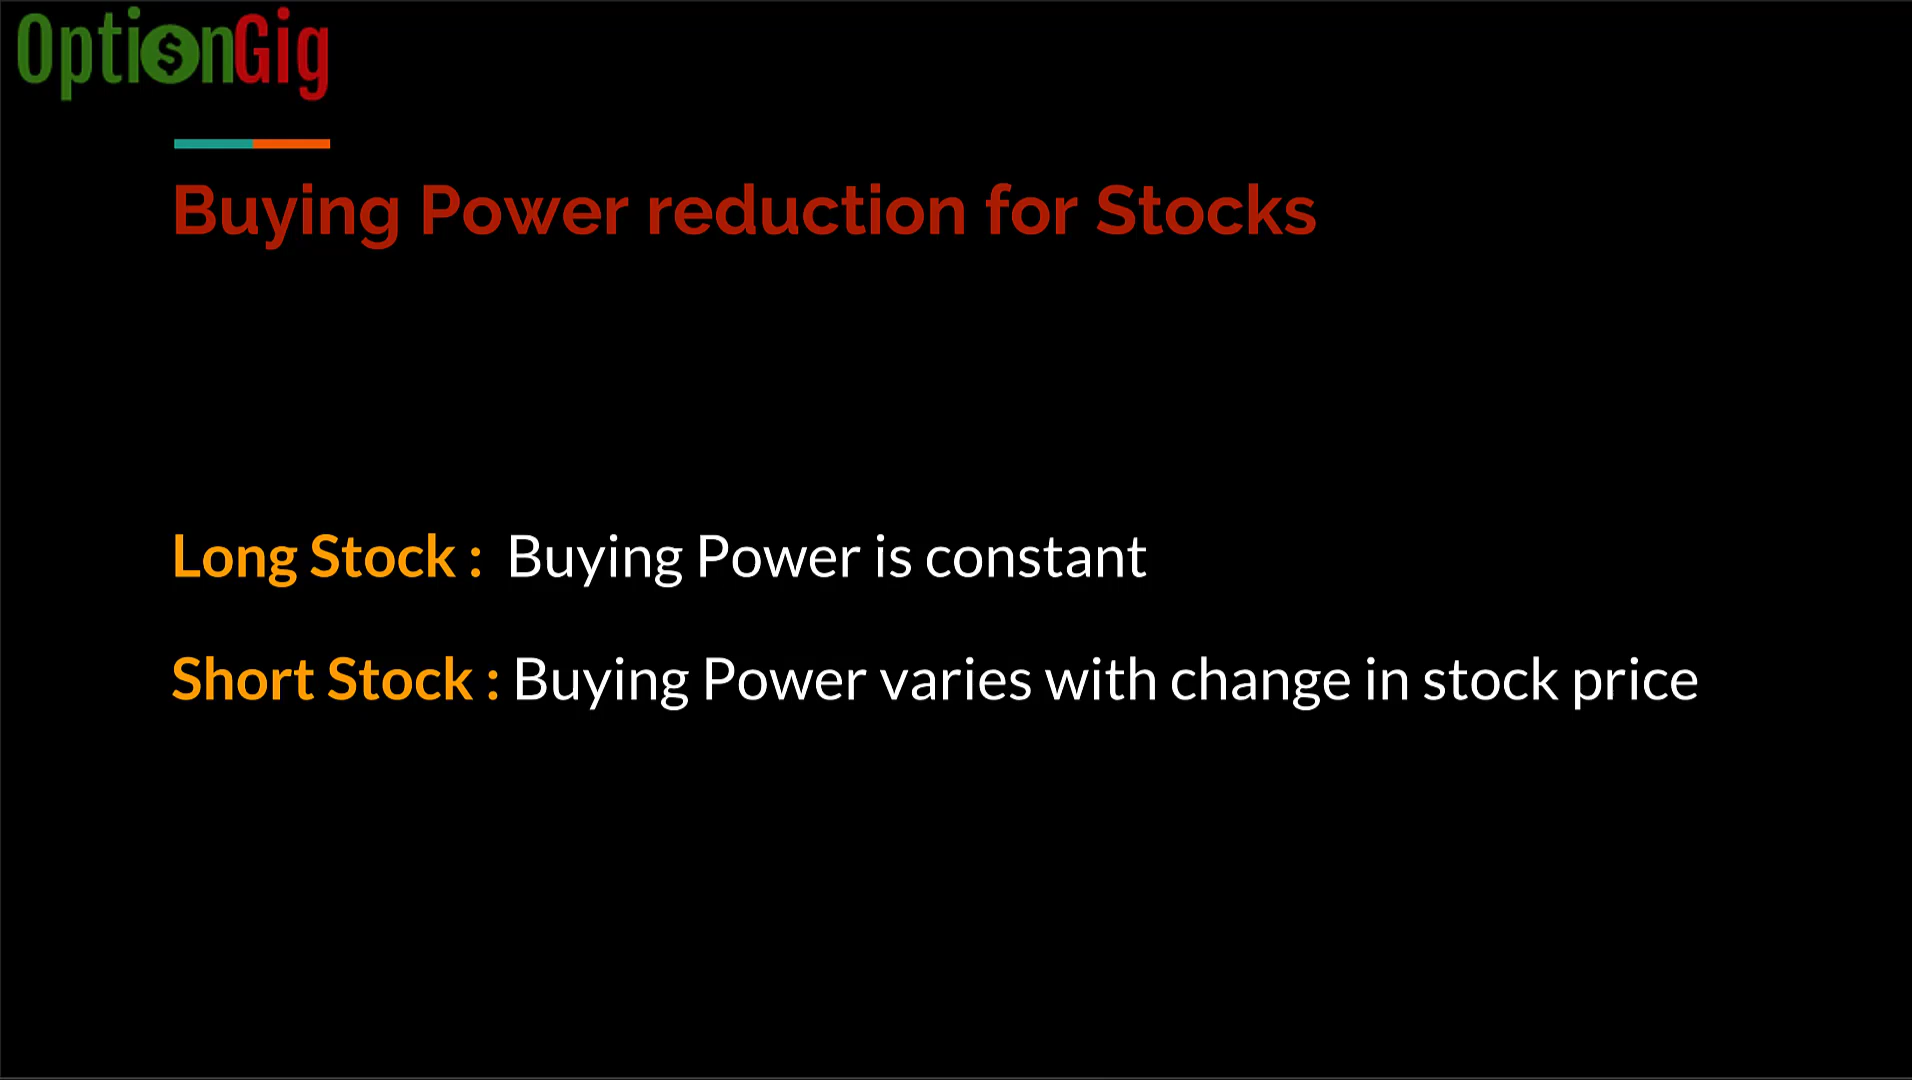 OptionGig
Buying Power reduction for Stocks
Long Stock : Buying Power is constant
Short Stock : Buying Power varies with change in stock price